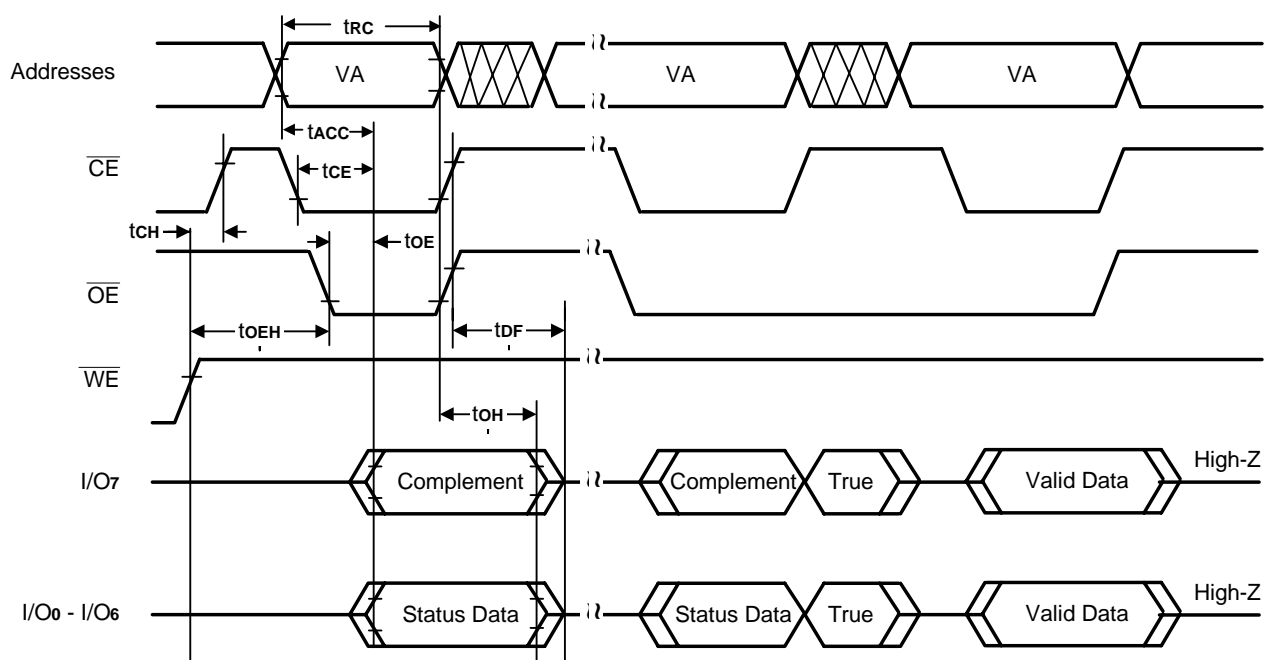 tRC
Addresses VA VA VA
tACC
CE tCE
tCH tOE
OE
tOEH tDF
WE
tOH
I/O7 Complement Complement True Valid Data High-Z
I/O0 - I/O6 Status Data Status Data True Valid Data High-Z